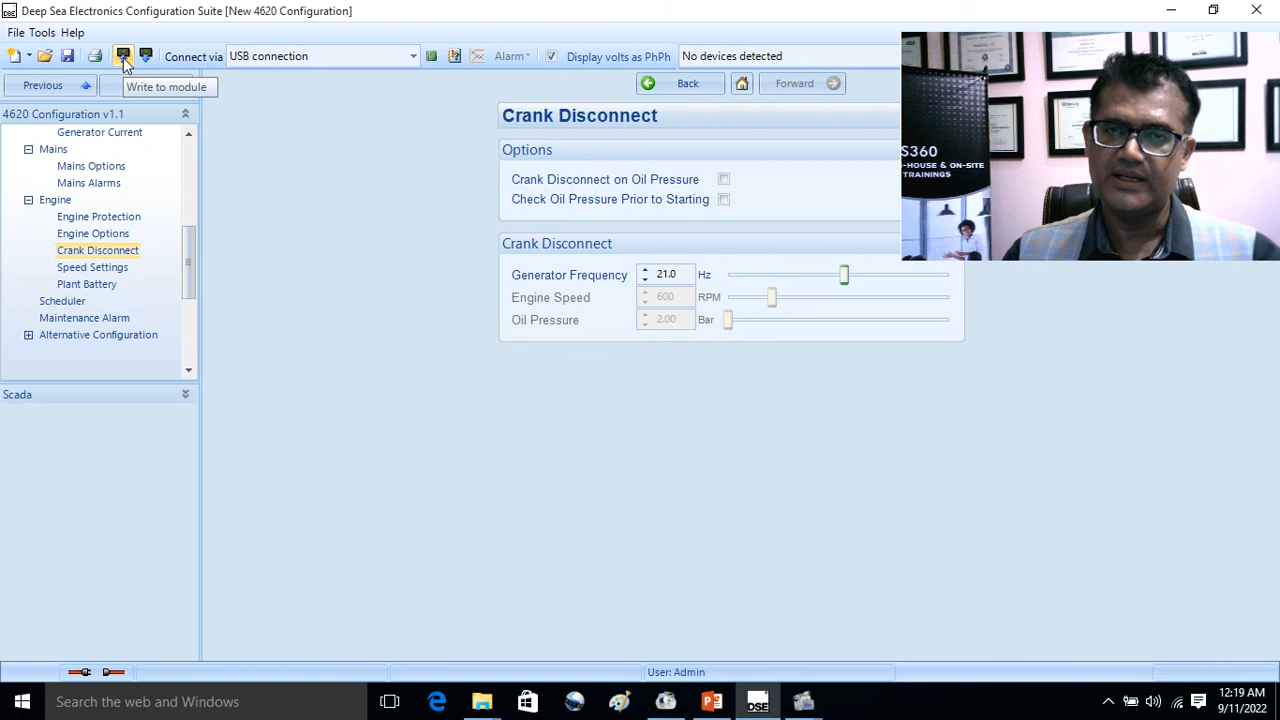 Deep Sea Electronics Configuration Suite [New 4620 Configuration]
File Tools Help
Connect via USB connection Alarm Display volts as No devices detected
Previous
Write to module
Back
Forward
4620 Configuration v1.1
Generator Current
Mains
Mains Options
Mains Alarms
Engine
Engine Protection
Engine Options
Crank Disconnect
Speed Settings
Plant Battery
Scheduler
Maintenance Alarm
Alternative Configuration
Scada
Crank Disconnect
Options
Crank Disconnect on Oil Pressure
Check Oil Pressure Prior to Starting
Crank Disconnect
Generator Frequency 21.0 Hz
Engine Speed 600 RPM
Oil Pressure 2.00 Bar
S360
-HOUSE & ON-SITE
TRAININGS
User: Admin
DSE
Search the web and Windows
DSE
12:19 AM
9/11/2022